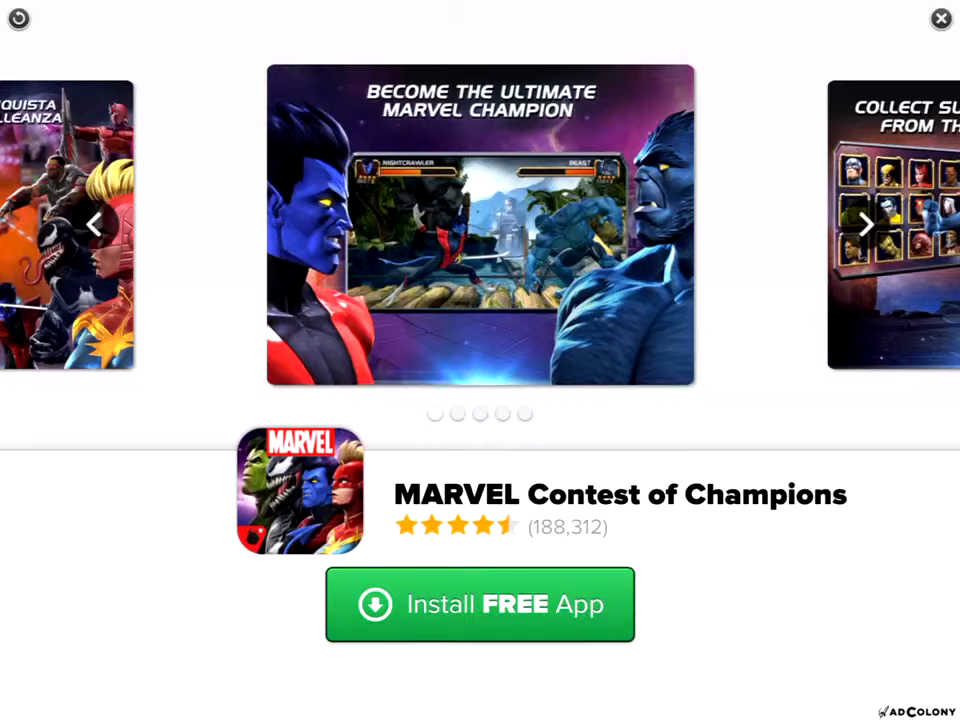 QUISTA
LLEANZA
BECOME THE ULTIMATE
MARVEL CHAMPION
NIGHTCRAWLER
BEAST
COLLECT SU
FROM TH
MARVEL
MARVEL Contest of Champions
(188,312)
Install FREE App
ADCOLONY